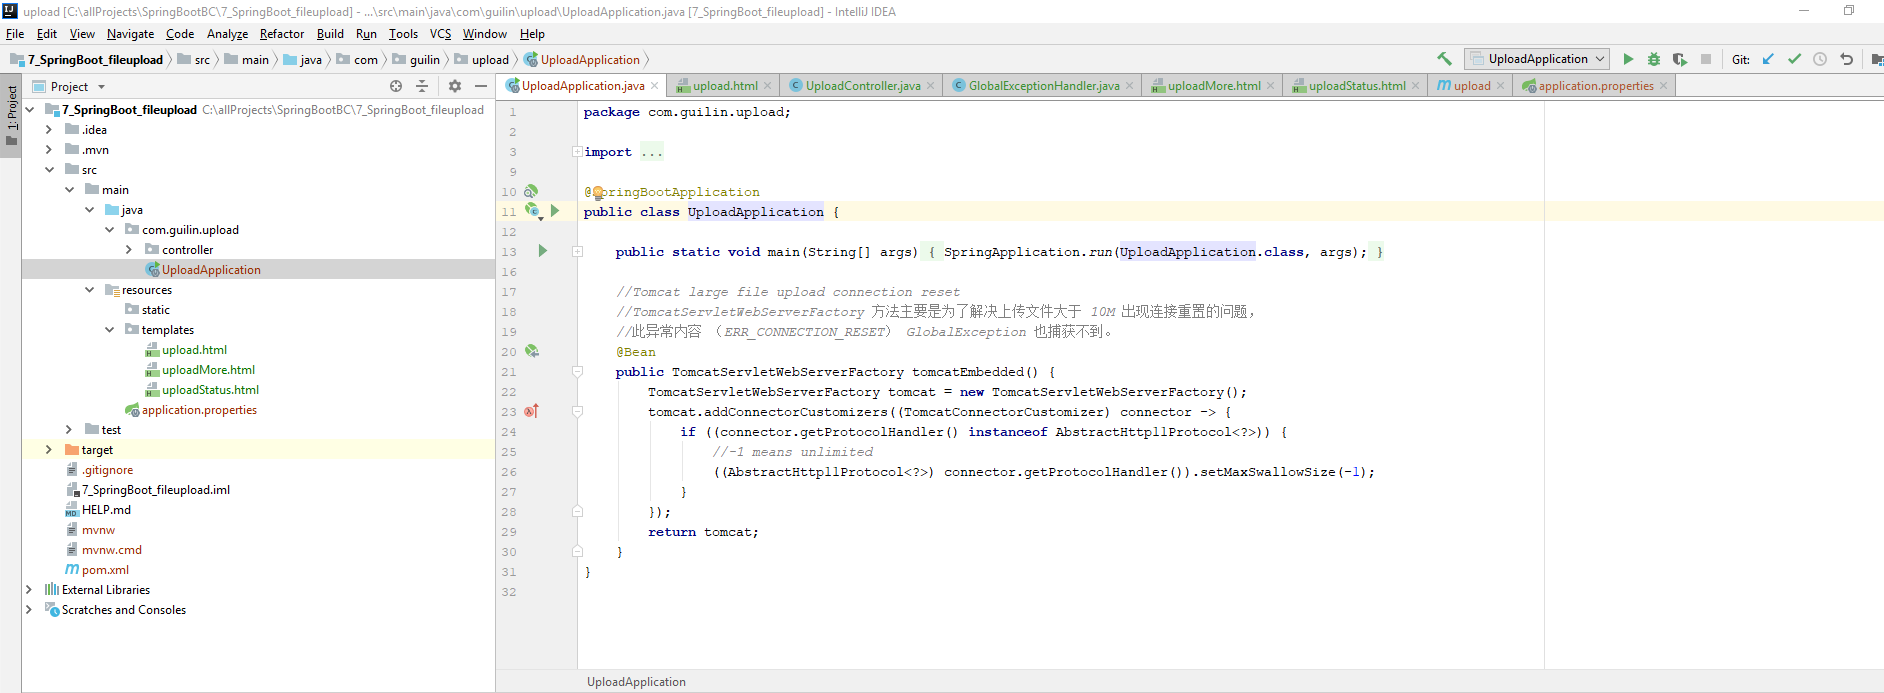 upload [C:\allProjects\SpringBootBC\7_SpringBoot_fileupload] - ...\src\main\java\com\guilin\upload\UploadApplication.java [7_SpringBoot_fileupload] - IntelliJ IDEA
File Edit View Navigate Code Analyze Refactor Build Run Tools VCS Window Help
7_SpringBoot_fileupload src main java com guilin upload UploadApplication
UploadApplication Git:
1: Project
Project
UploadApplication.java upload.html UploadController.java GlobalExceptionHandler.java uploadMore.html uploadStatus.html upload application.properties
7_SpringBoot_fileupload C:\allProjects\SpringBootBC\7_SpringBoot_fileupload
.idea
.mvn
src
main
java
com.guilin.upload
controller
UploadApplication
resources
static
templates
upload.html
uploadMore.html
uploadStatus.html
application.properties
test
target
.gitignore
7_SpringBoot_fileupload.iml
HELP.md
mvnw
mvnw.cmd
pom.xml
External Libraries
Scratches and Consoles
1 package com.guilin.upload;
2
3 import ...
9
10 @SpringBootApplication
11 public class UploadApplication {
12
13 public static void main(String[] args) { SpringApplication.run(UploadApplication.class, args); }
16
17 //Tomcat large file upload connection reset
18 //TomcatServletWebServerFactory 方法主要是为了解决上传文件大于 10M 出现连接重置的问题，
19 //此异常内容 （ERR_CONNECTION_RESET） GlobalException 也捕获不到。
20 @Bean
21 public TomcatServletWebServerFactory tomcatEmbedded() {
22 TomcatServletWebServerFactory tomcat = new TomcatServletWebServerFactory();
23 tomcat.addConnectorCustomizers((TomcatConnectorCustomizer) connector -> {
24 if ((connector.getProtocolHandler() instanceof AbstractHttp11Protocol<?>)) {
25 //-1 means unlimited
26 ((AbstractHttp11Protocol<?>) connector.getProtocolHandler()).setMaxSwallowSize(-1);
27 }
28 });
29 return tomcat;
30 }
31 }
32
UploadApplication